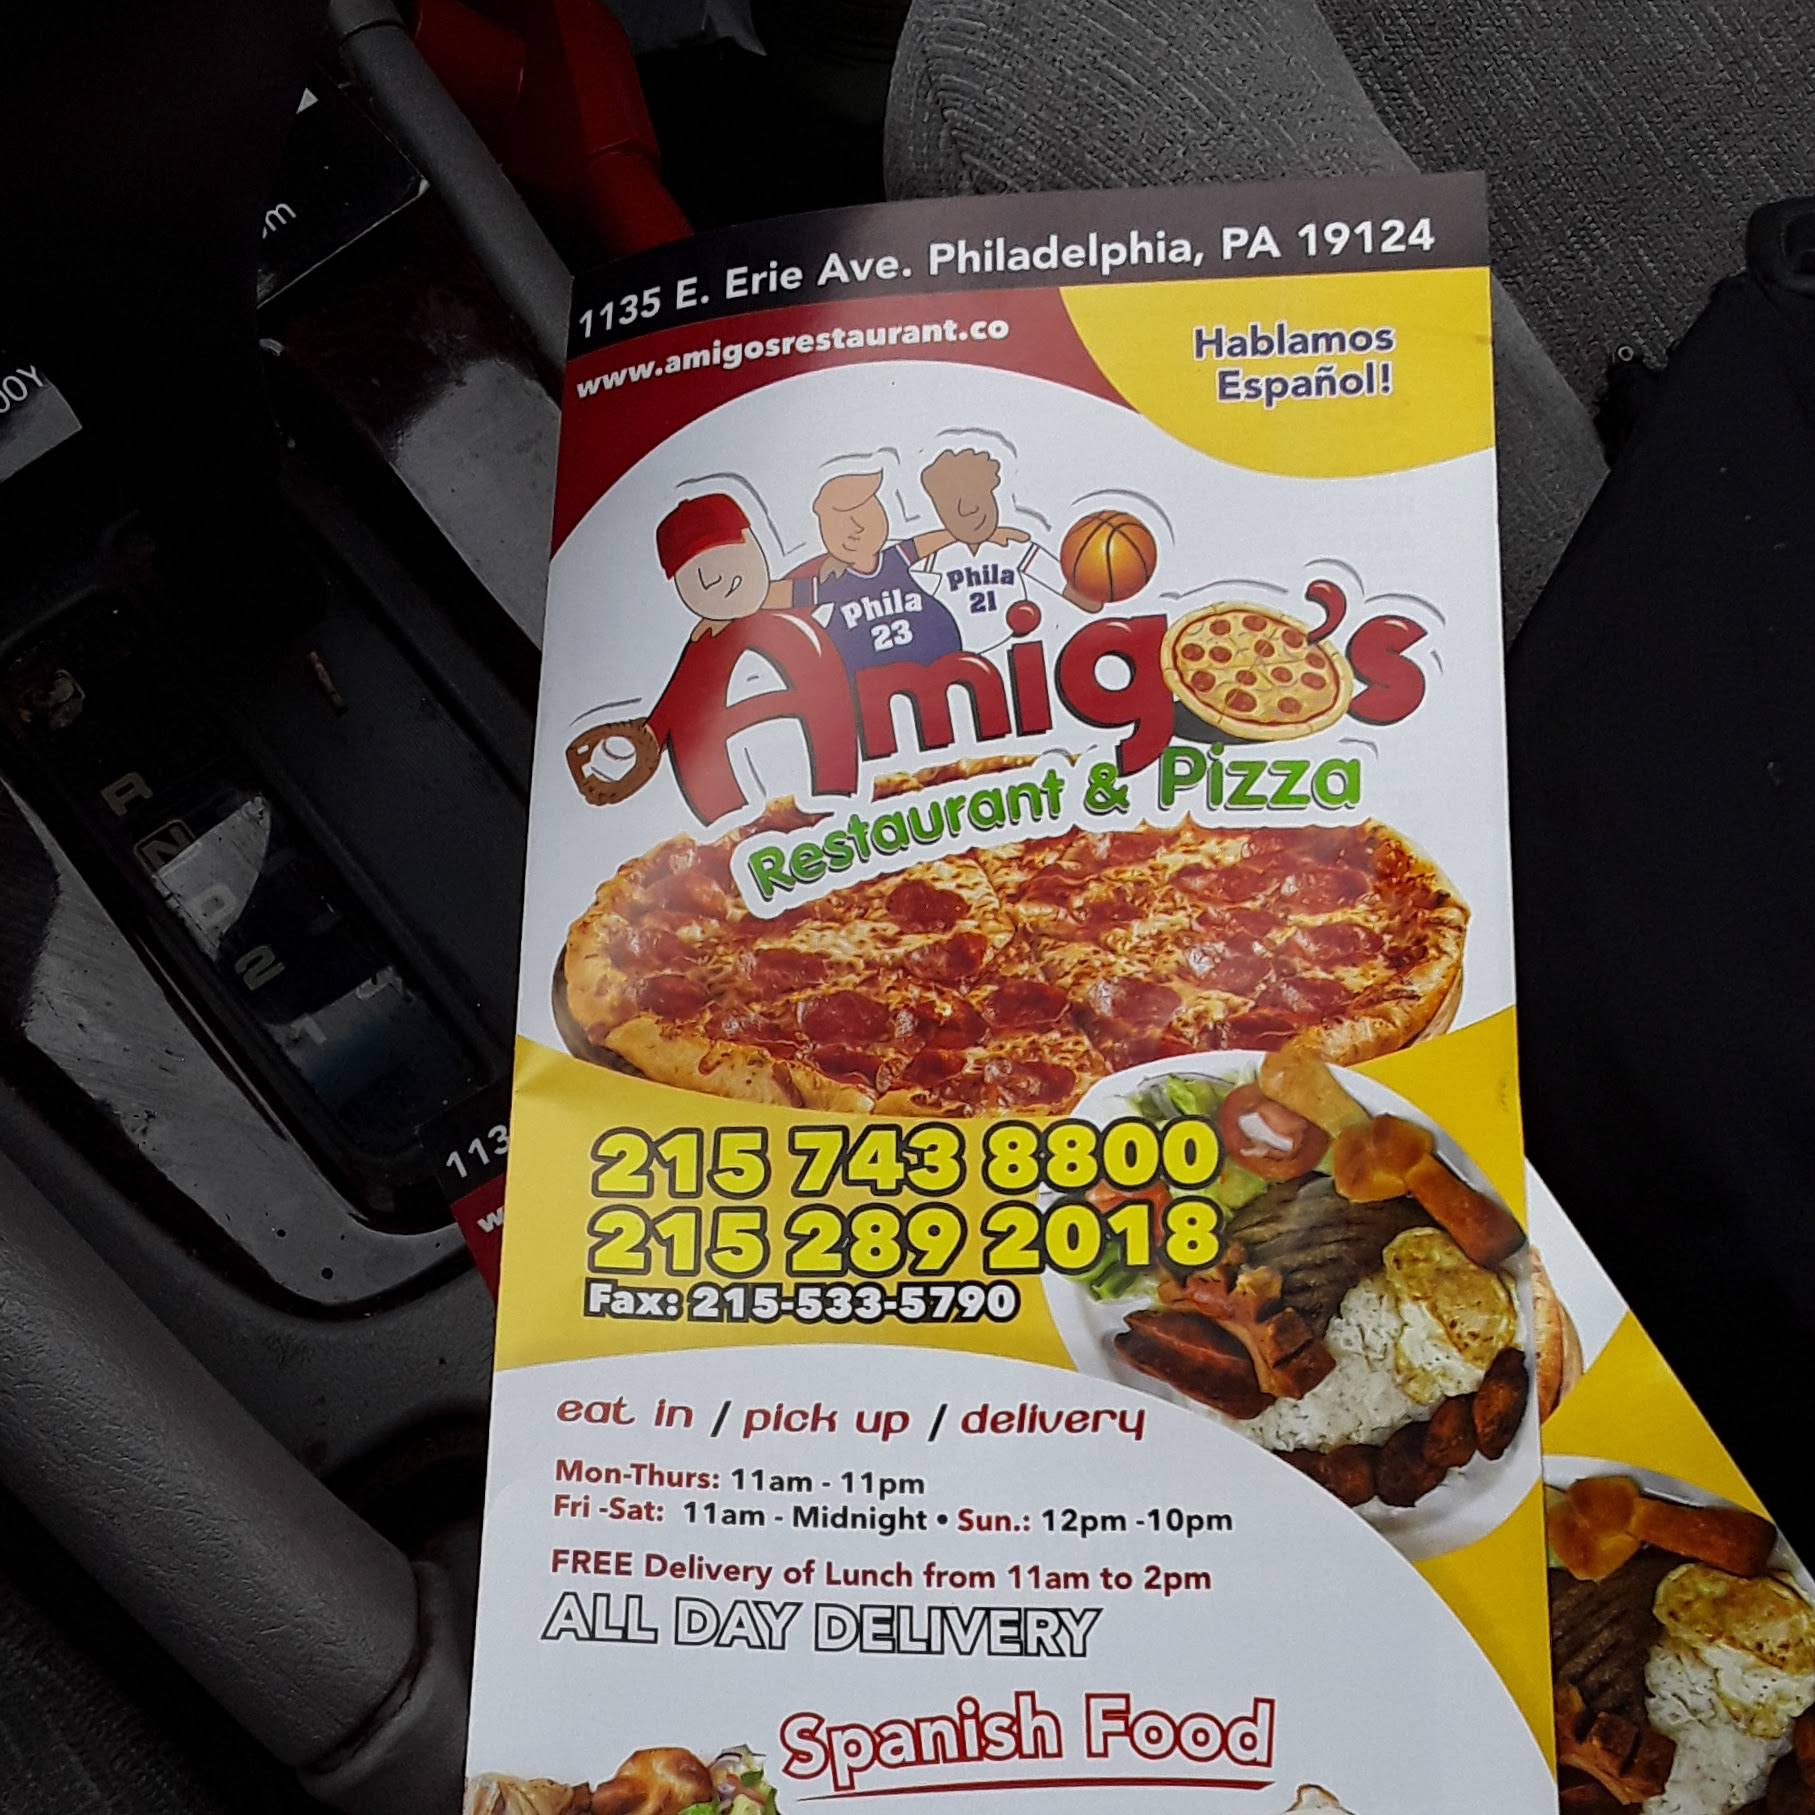 1135 E. Erie Ave. Philadelphia, PA 19124
www.amigosrestaurant.co
Hablamos
Español!
Phila
23
Phila
21
Amigo's
Restaurant & Pizza
215 743 8800
215 289 2018
Fax: 215-533-5790
eat in / pick up / delivery
Mon-Thurs: 11am - 11pm
Fri -Sat: 11am - Midnight • Sun.: 12pm -10pm
FREE Delivery of Lunch from 11am to 2pm
ALL DAY DELIVERY
Spanish Food
R
N
D
2
1
113
w